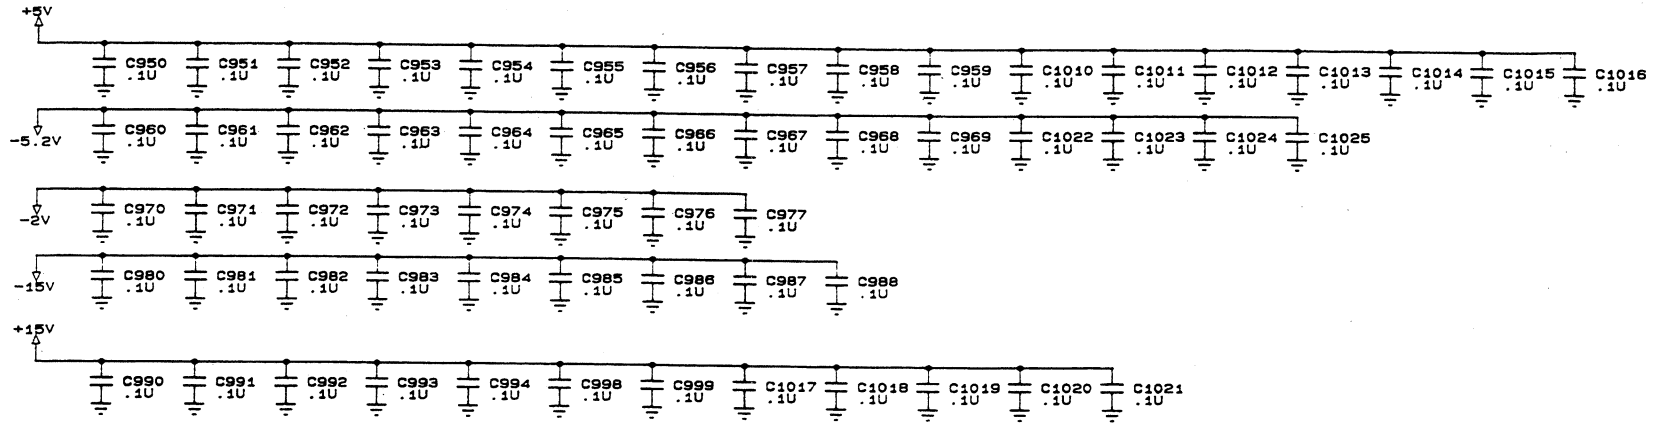 +5V
C950 C951 C952 C953 C954 C955 C956 C957 C958 C959 C1010 C1011 C1012 C1013 C1014 C1015 C1016
.1U .1U .1U .1U .1U .1U .1U .1U .1U .1U .1U .1U .1U .1U .1U .1U .1U
-5.2V
C960 C961 C962 C963 C964 C965 C966 C967 C968 C969 C1022 C1023 C1024 C1025
.1U .1U .1U .1U .1U .1U .1U .1U .1U .1U .1U .1U .1U .1U
-2V
C970 C971 C972 C973 C974 C975 C976 C977
.1U .1U .1U .1U .1U .1U .1U .1U
-15V
C980 C981 C982 C983 C984 C985 C986 C987 C988
.1U .1U .1U .1U .1U .1U .1U .1U .1U
+15V
C990 C991 C992 C993 C994 C998 C999 C1017 C1018 C1019 C1020 C1021
.1U .1U .1U .1U .1U .1U .1U .1U .1U .1U .1U .1U